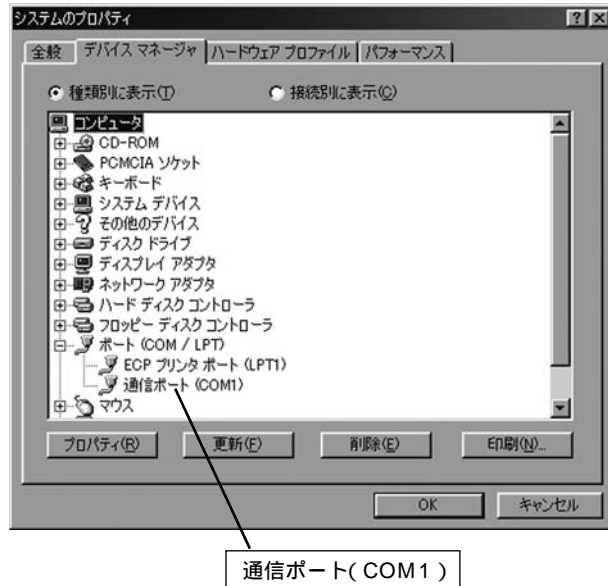 システムのプロパティ
? ×
全般 デバイス マネージャ ハードウェア プロファイル パフォーマンス
種類別に表示(T) 接続別に表示(C)
コンピュータ
CD-ROM
PCMCIA ソケット
キーボード
システム デバイス
その他のデバイス
ディスク ドライブ
ディスプレイ アダプタ
ネットワーク アダプタ
ハード ディスク コントローラ
フロッピー ディスク コントローラ
ポート (COM / LPT)
ECP プリンタ ポート (LPT1)
通信ポート (COM1)
マウス
プロパティ(R) 更新(F) 削除(E) 印刷(N)...
OK キャンセル
通信ポート(COM1)